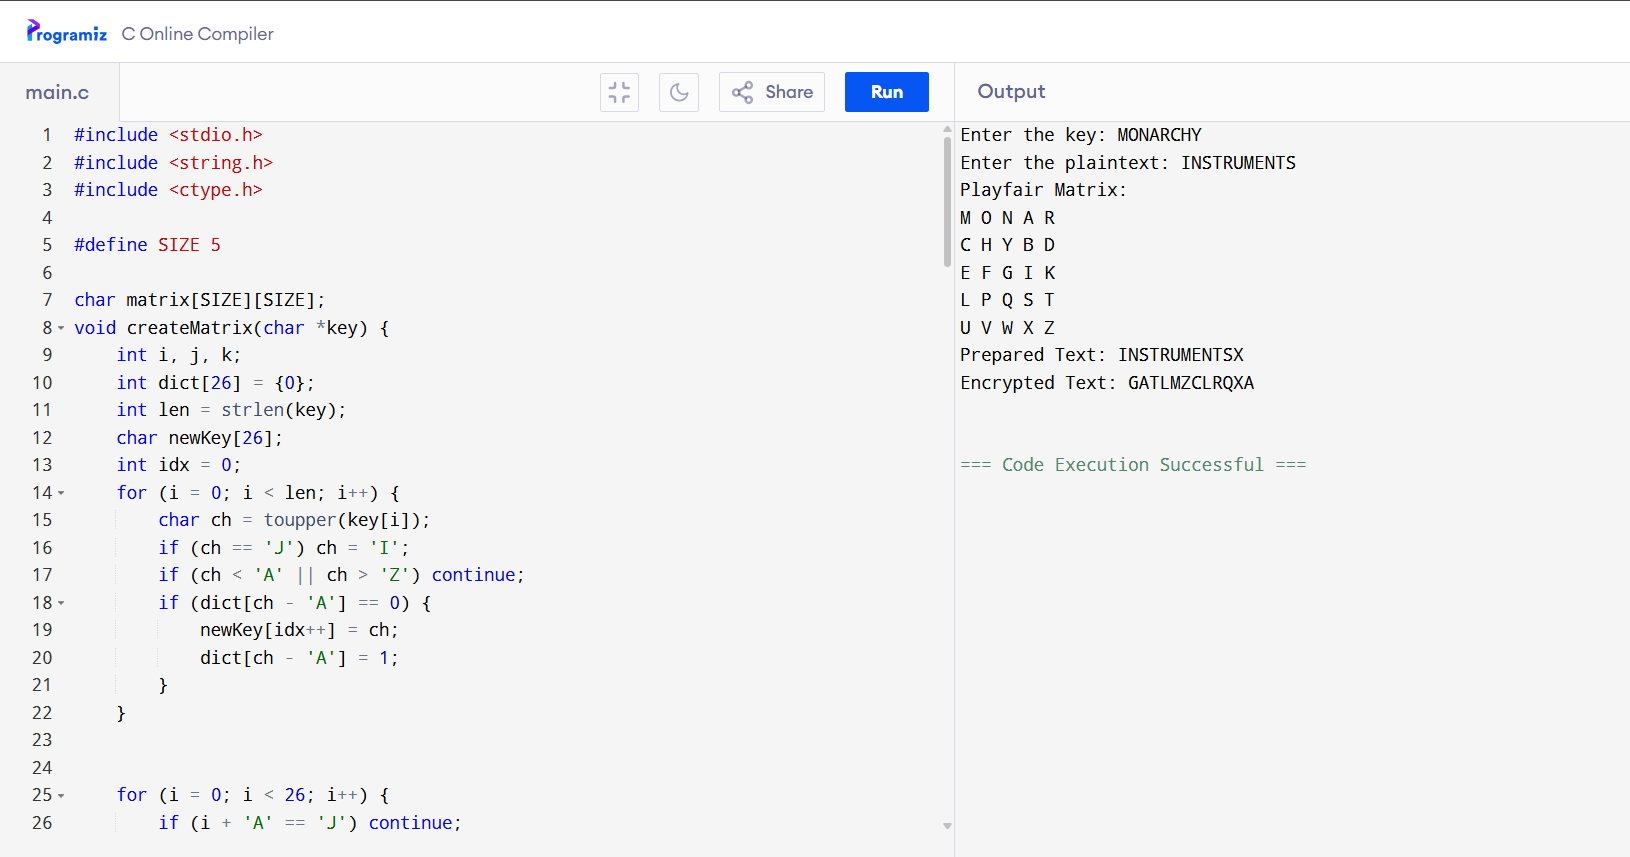 Programiz C Online Compiler
main.c
Share
Run
Output
1 #include <stdio.h>
2 #include <string.h>
3 #include <ctype.h>
4
5 #define SIZE 5
6
7 char matrix[SIZE][SIZE];
8 void createMatrix(char *key) {
9     int i, j, k;
10     int dict[26] = {0};
11     int len = strlen(key);
12     char newKey[26];
13     int idx = 0;
14     for (i = 0; i < len; i++) {
15         char ch = toupper(key[i]);
16         if (ch == 'J') ch = 'I';
17         if (ch < 'A' || ch > 'Z') continue;
18         if (dict[ch - 'A'] == 0) {
19             newKey[idx++] = ch;
20             dict[ch - 'A'] = 1;
21         }
22     }
23
24
25     for (i = 0; i < 26; i++) {
26         if (i + 'A' == 'J') continue;
Enter the key: MONARCHY
Enter the plaintext: INSTRUMENTS
Playfair Matrix:
M O N A R
C H Y B D
E F G I K
L P Q S T
U V W X Z
Prepared Text: INSTRUMENTSX
Encrypted Text: GATLMZCLRQXA
=== Code Execution Successful ===